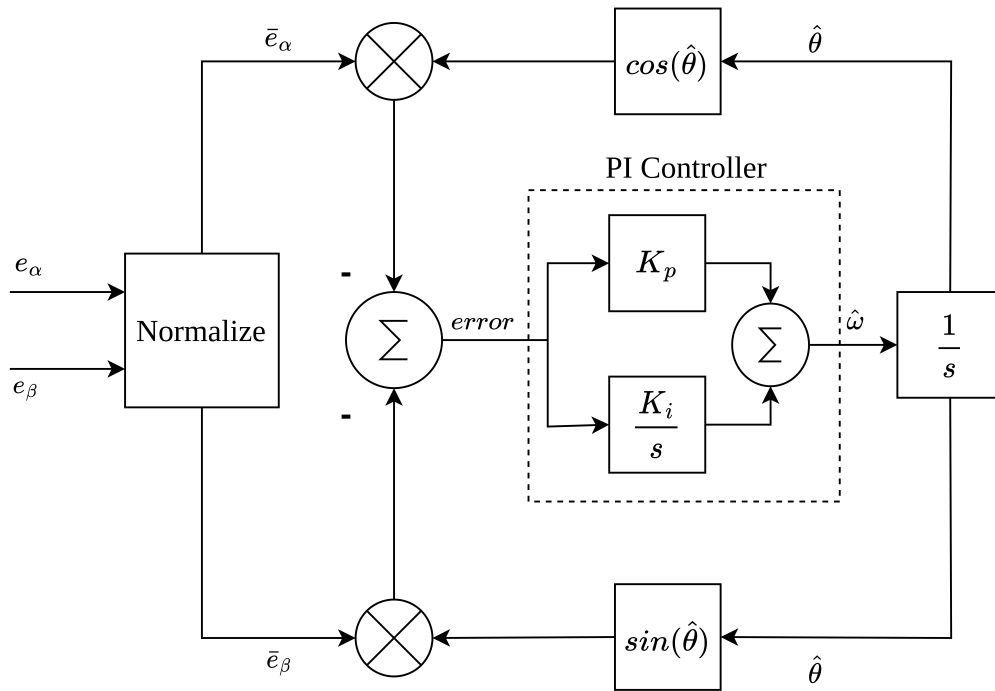 ē_α
θ̂
cos(θ̂)
PI Controller
K_p
e_α
-
Normalize
∑
error
∑
ω̂
1
s
e_β
-
K_i
s
sin(θ̂)
ē_β
θ̂